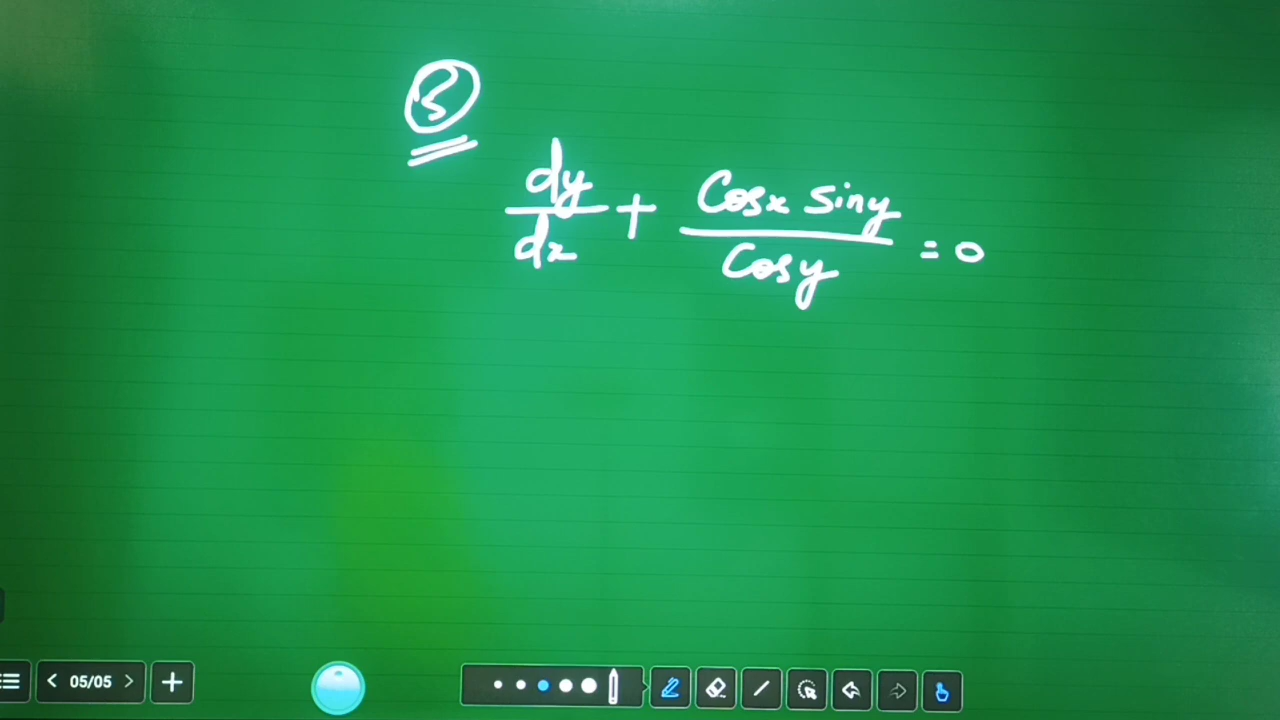 3
dy/dx + Cosx siny/Cosy = 0
05/05